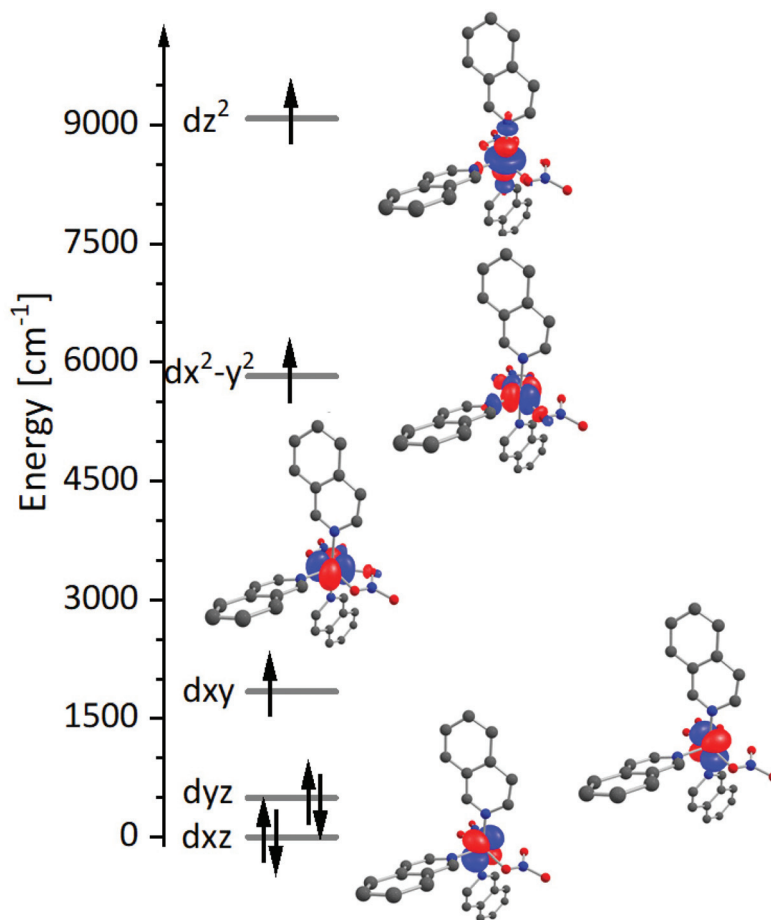 Energy [cm⁻¹]
9000
7500
6000
4500
3000
1500
0
dz²
dx²-y²
dxy
dyz
dxz